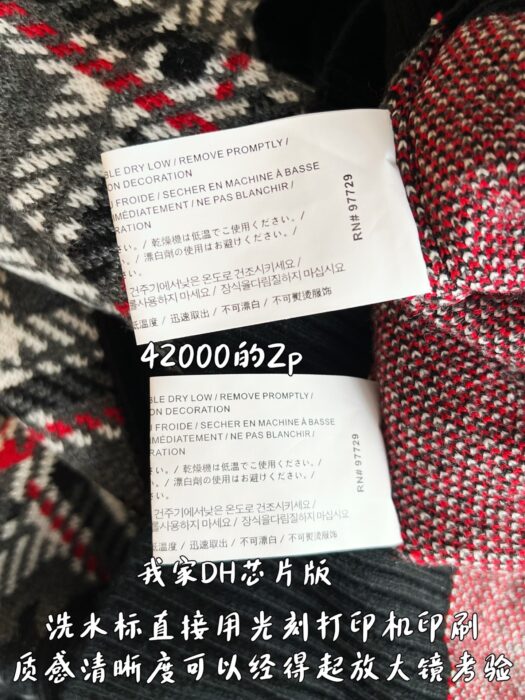 BLE DRY LOW / REMOVE PROMPTLY /
ON DECORATION
FROIDE / SECHER EN MACHINE À BASSE
MÉDIATEMENT / NE PAS BLANCHIR /
RATION
さい。/ 乾燥機は低温でご使用ください。/
い。/ 漂白剤の使用はお避けください。/
い。
건주기에서낮은 온도로 건조시키세요 /
를사용하지 마세요 / 장식을다림질하지 마십시오
低温度 / 迅速取出 / 不可漂白 / 不可熨烫服饰
RN# 97729
42000的Zp
BLE DRY LOW / REMOVE PROMPTLY /
ON DECORATION
FROIDE / SECHER EN MACHINE À BASSE
MÉDIATEMENT / NE PAS BLANCHIR /
RATION
さい。/ 乾燥機は低温でご使用ください。/
い。/ 漂白剤の使用はお避けください。/
い。
건주기에서낮은 온도로 건조시키세요 /
를사용하지 마세요 / 장식을다림질하지 마십시오
低温度 / 迅速取出 / 不可漂白 / 不可熨烫服饰
RN# 97729
我家DH芯片版
洗水标直接用光刻打印机印刷
质感清晰度可以经得起放大镜考验